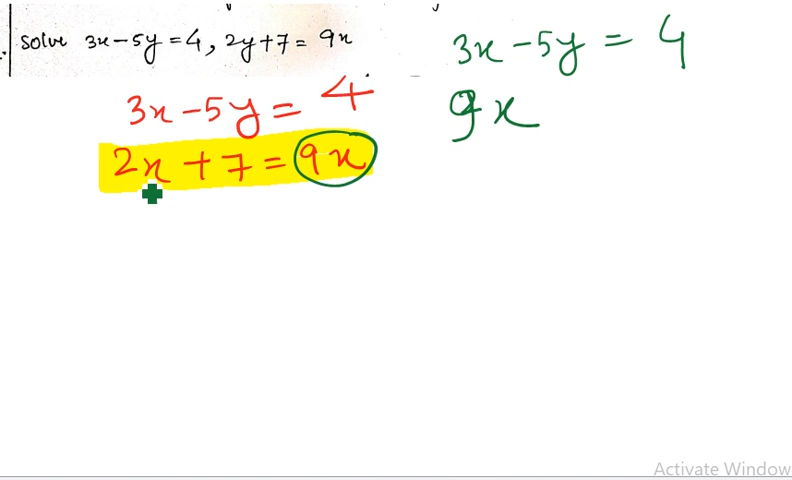 Solve 3x-5y=4, 2y+7= 9x
3x-5y= 4
2x+7=9x
3x-5y= 4
9x
Activate Window